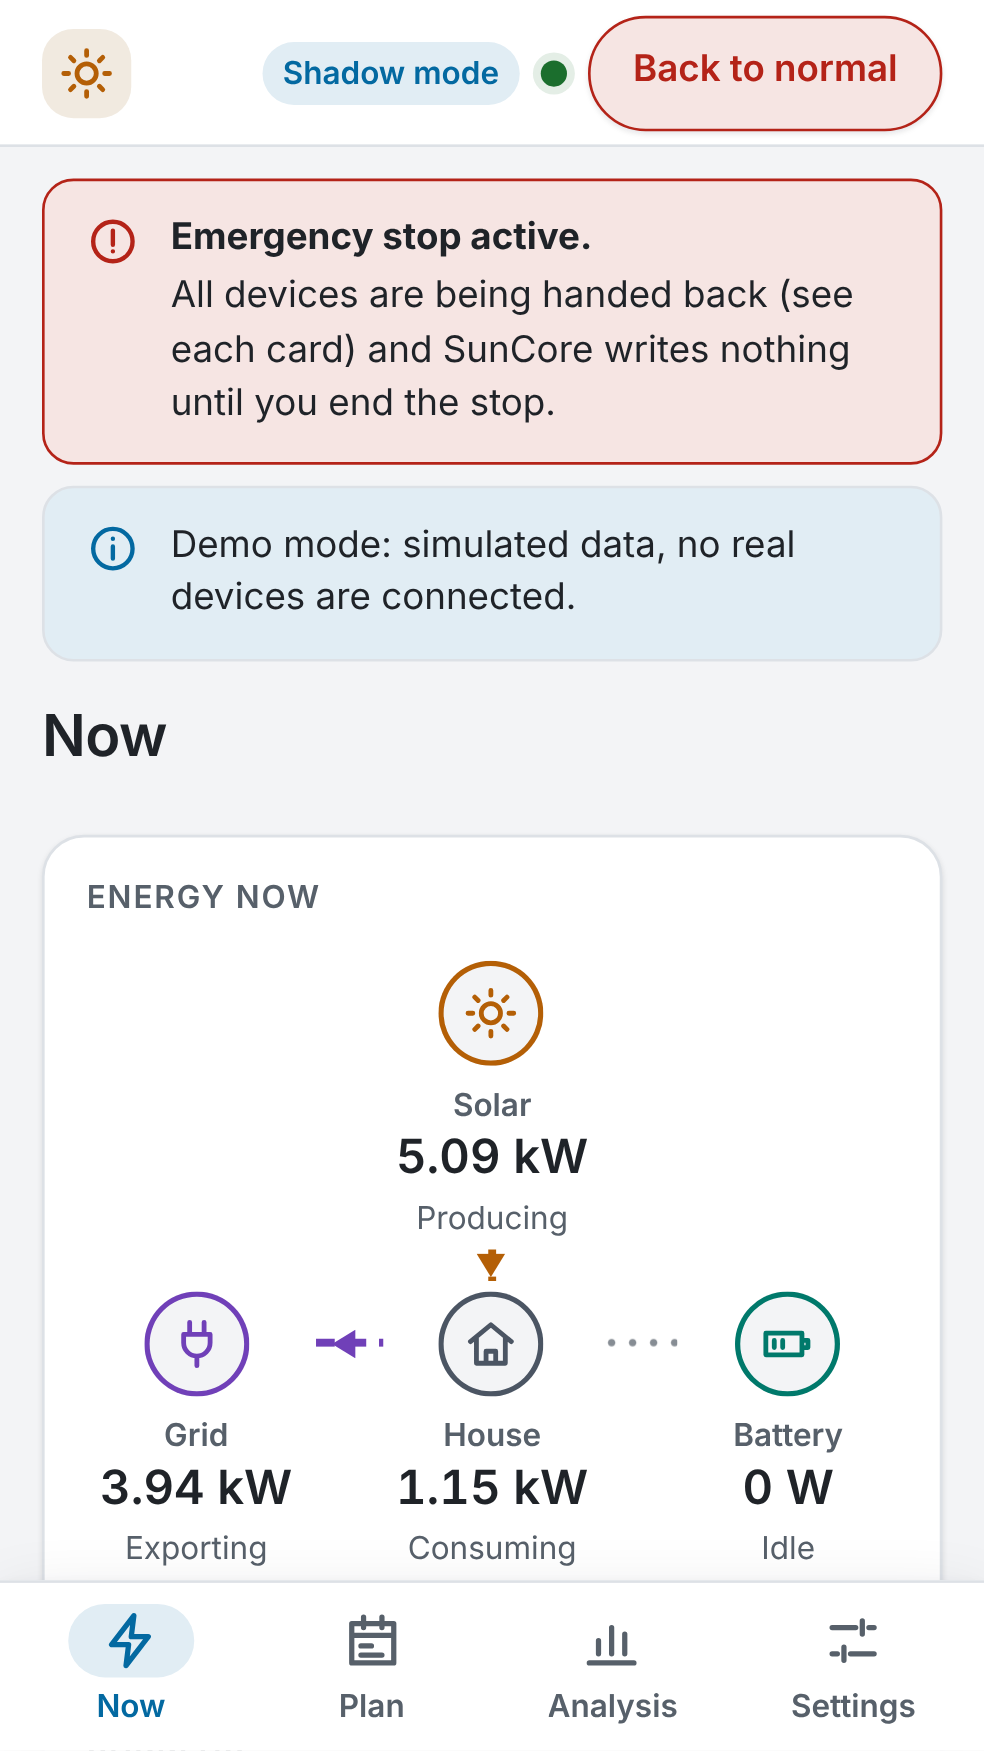 Shadow mode
Back to normal
Emergency stop active.
All devices are being handed back (see
each card) and SunCore writes nothing
until you end the stop.
Demo mode: simulated data, no real
devices are connected.
Now
ENERGY NOW
Solar
5.09 kW
Producing
Grid
3.94 kW
Exporting
House
1.15 kW
Consuming
Battery
0 W
Idle
Now
Plan
Analysis
Settings